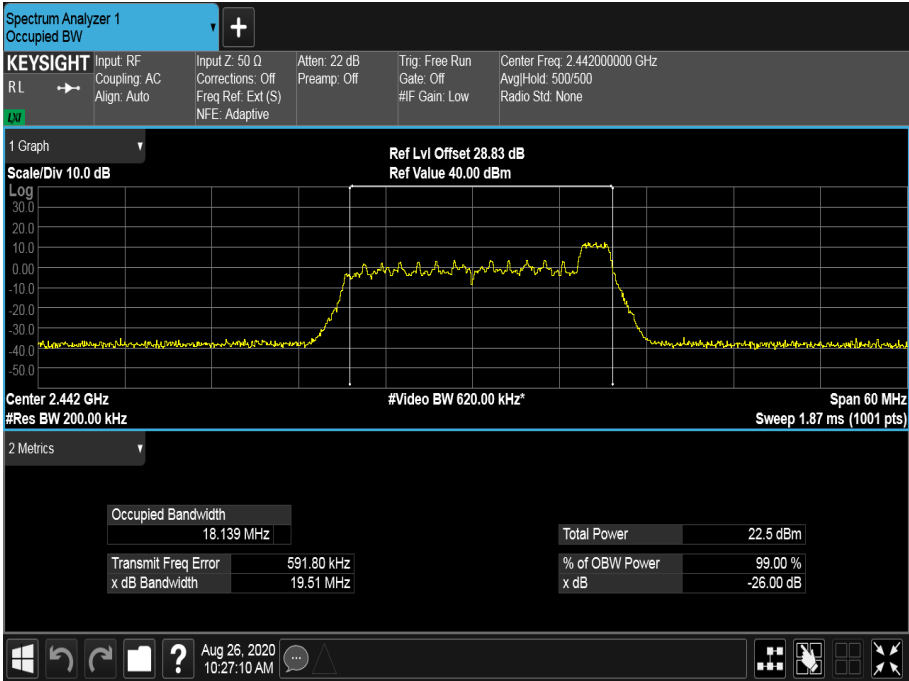 Spectrum Analyzer 1
Occupied BW
+
KEYSIGHT
RL
LXI
Input: RF
Coupling: AC
Align: Auto
Input Z: 50 Ω
Corrections: Off
Freq Ref: Ext (S)
NFE: Adaptive
Atten: 22 dB
Preamp: Off
Trig: Free Run
Gate: Off
#IF Gain: Low
Center Freq: 2.442000000 GHz
Avg|Hold: 500/500
Radio Std: None
1 Graph
Scale/Div 10.0 dB
Ref Lvl Offset 28.83 dB
Ref Value 40.00 dBm
Log
30.0
20.0
10.0
0.00
-10.0
-20.0
-30.0
-40.0
-50.0
Center 2.442 GHz
#Res BW 200.00 kHz
#Video BW 620.00 kHz*
Span 60 MHz
Sweep 1.87 ms (1001 pts)
2 Metrics
Occupied Bandwidth
18.139 MHz
Transmit Freq Error 591.80 kHz
x dB Bandwidth 19.51 MHz
Total Power 22.5 dBm
% of OBW Power 99.00 %
x dB -26.00 dB
?
Aug 26, 2020
10:27:10 AM